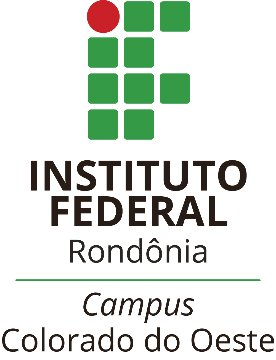 INSTITUTO
FEDERAL
Rondônia
Campus
Colorado do Oeste